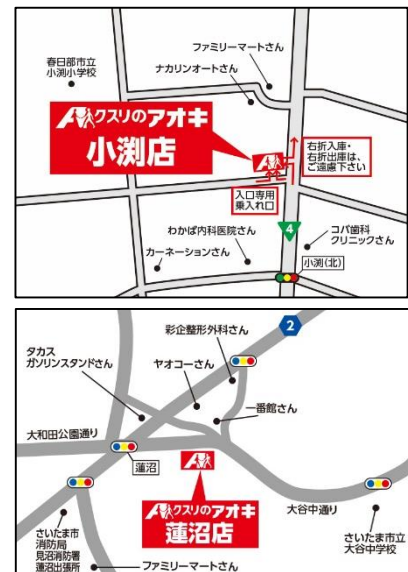 ファミリーマートさん
春日部市立
小渕小学校
ナカリンオートさん
クスリのアオキ
小渕店
右折入庫・
右折出庫は、
ご遠慮下さい
入口専用
乗入れ口
わかば内科医院さん
4
コバ歯科
クリニックさん
カーネーションさん
小渕(北)
2
彩企整形外科さん
タカス
ガソリンスタンドさん
ヤオコーさん
一番館さん
大和田公園通り
蓮沼
クスリのアオキ
蓮沼店
大谷中通り
さいたま市
消防局
見沼消防署
蓮沼出張所
さいたま市立
大谷中学校
ファミリーマートさん